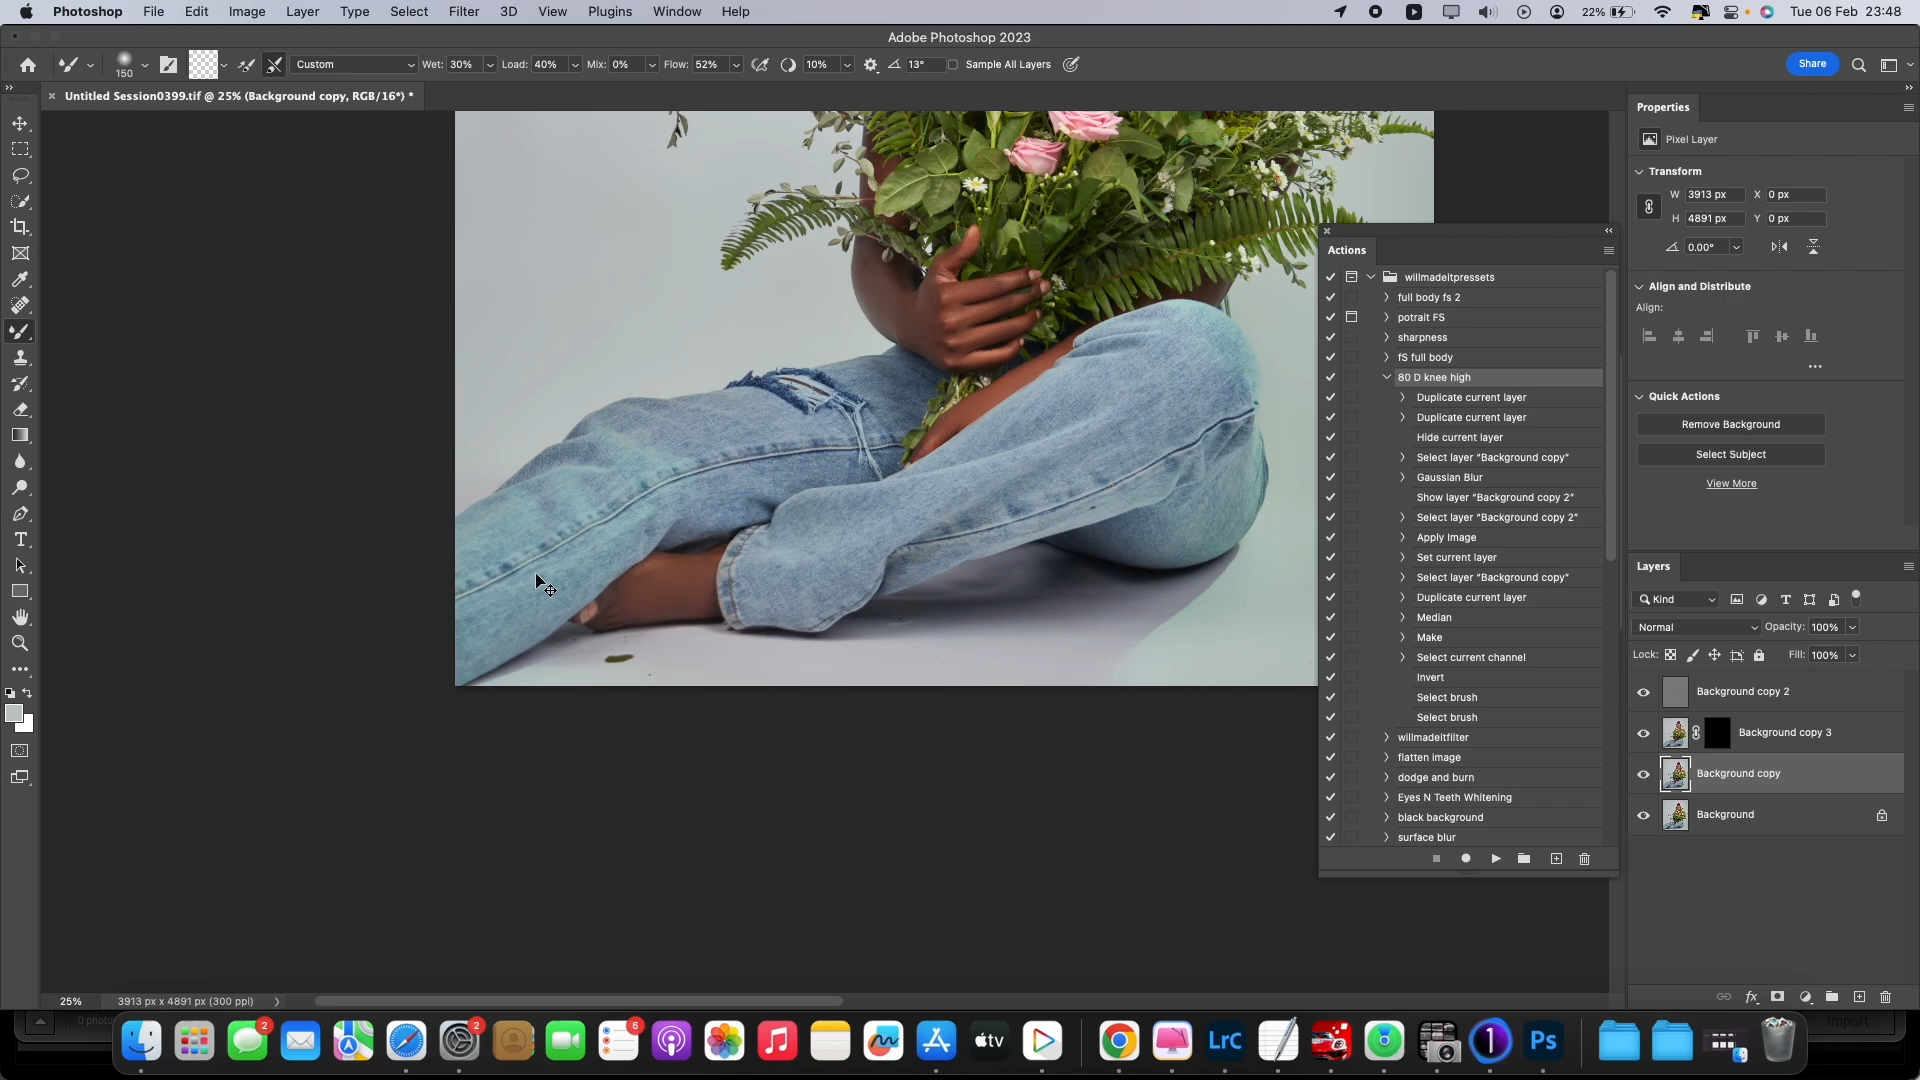 Photoshop File Edit Image Layer Type Select Filter 3D View Plugins Window Help 22% Tue 06 Feb 23:48
Adobe Photoshop 2023
150 Custom Wet: 30% Load: 40% Mix: 0% Flow: 52% 10% 13° Sample All Layers Share
Untitled Session0399.tif @ 25% (Background copy, RGB/16*) *
Properties
Pixel Layer
Transform
W 3913 px X 0 px
H 4891 px Y 0 px
0.00°
Align and Distribute
Align:
Quick Actions
Remove Background
Select Subject
View More
Actions
willmadeitpressets
full body fs 2
potrait FS
sharpness
fS full body
80 D knee high
Duplicate current layer
Duplicate current layer
Hide current layer
Select layer “Background copy”
Gaussian Blur
Show layer “Background copy 2”
Select layer “Background copy 2”
Apply Image
Set current layer
Select layer “Background copy”
Duplicate current layer
Median
Make
Select current channel
Invert
Select brush
Select brush
willmadeitfilter
flatten image
dodge and burn
Eyes N Teeth Whitening
black background
surface blur
Layers
Kind
Normal Opacity: 100%
Lock: Fill: 100%
Background copy 2
Background copy 3
Background copy
Background
25% 3913 px x 4891 px (300 ppi)
Import
2 2 6 tv LrC Ps